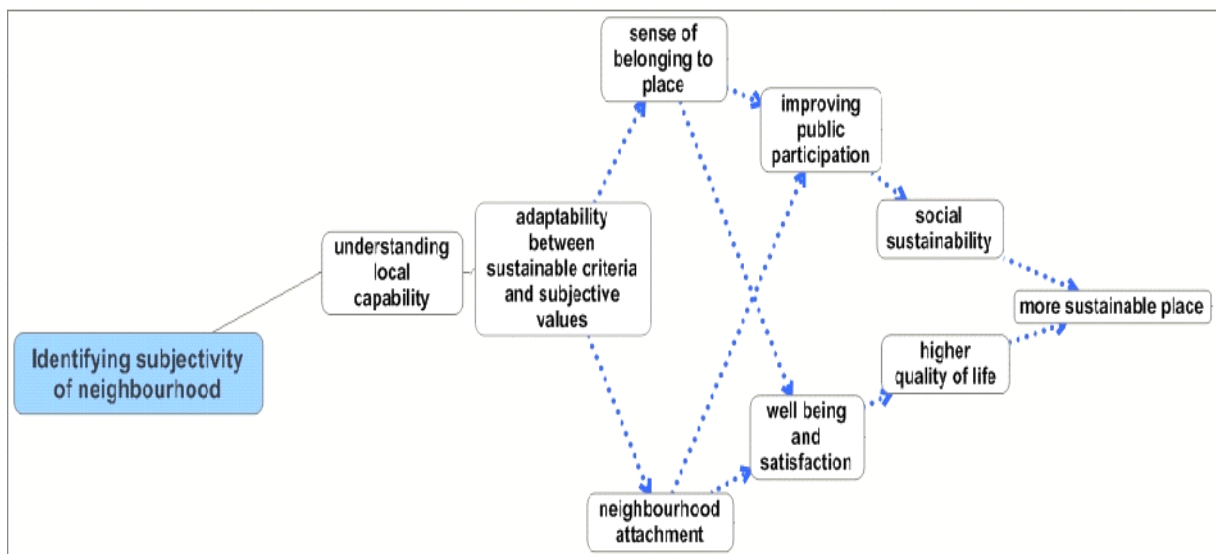 Identifying subjectivity
of neighbourhood
understanding
local
capability
adaptability
between
sustainable criteria
and subjective
values
sense of
belonging to
place
neighbourhood
attachment
improving
public
participation
well being
and
satisfaction
social
sustainability
higher
quality of life
more sustainable place